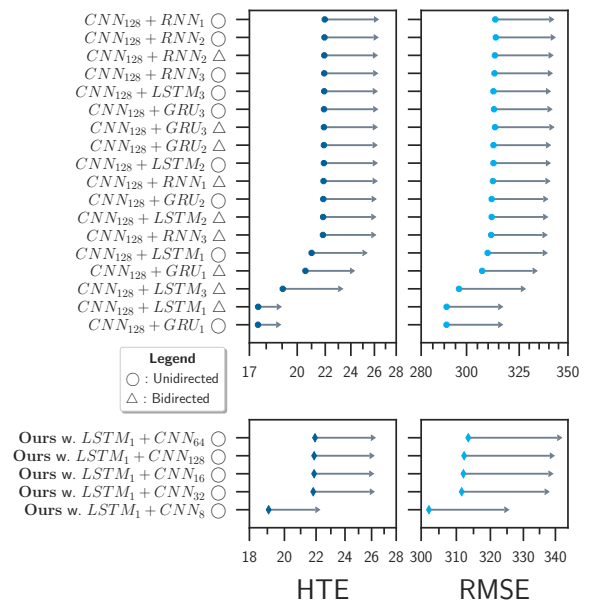 CNN₁₂₈ + RNN₁ ○
CNN₁₂₈ + RNN₂ ○
CNN₁₂₈ + RNN₂ △
CNN₁₂₈ + RNN₃ ○
CNN₁₂₈ + LSTM₃ ○
CNN₁₂₈ + GRU₃ ○
CNN₁₂₈ + GRU₃ △
CNN₁₂₈ + GRU₂ △
CNN₁₂₈ + LSTM₂ ○
CNN₁₂₈ + RNN₁ △
CNN₁₂₈ + GRU₂ ○
CNN₁₂₈ + LSTM₂ △
CNN₁₂₈ + RNN₃ △
CNN₁₂₈ + LSTM₁ ○
CNN₁₂₈ + GRU₁ △
CNN₁₂₈ + LSTM₃ △
CNN₁₂₈ + LSTM₁ △
CNN₁₂₈ + GRU₁ ○
17 20 22 24 26 28 280 300 325 350
Legend
○ : Unidirected
△ : Bidirected
Ours w. LSTM₁ + CNN₆₄ ○
Ours w. LSTM₁ + CNN₁₂₈ ○
Ours w. LSTM₁ + CNN₁₆ ○
Ours w. LSTM₁ + CNN₃₂ ○
Ours w. LSTM₁ + CNN₈ ○
18 20 22 24 26 28 300 310 320 330 340
HTE RMSE